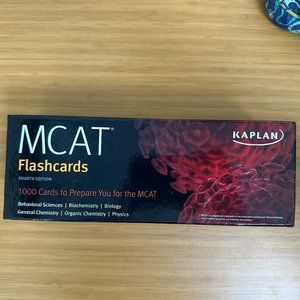 MCAT®
Flashcards
FOURTH EDITION
1000 Cards to Prepare You for the MCAT
Behavioral Sciences | Biochemistry | Biology
General Chemistry | Organic Chemistry | Physics
KAPLAN